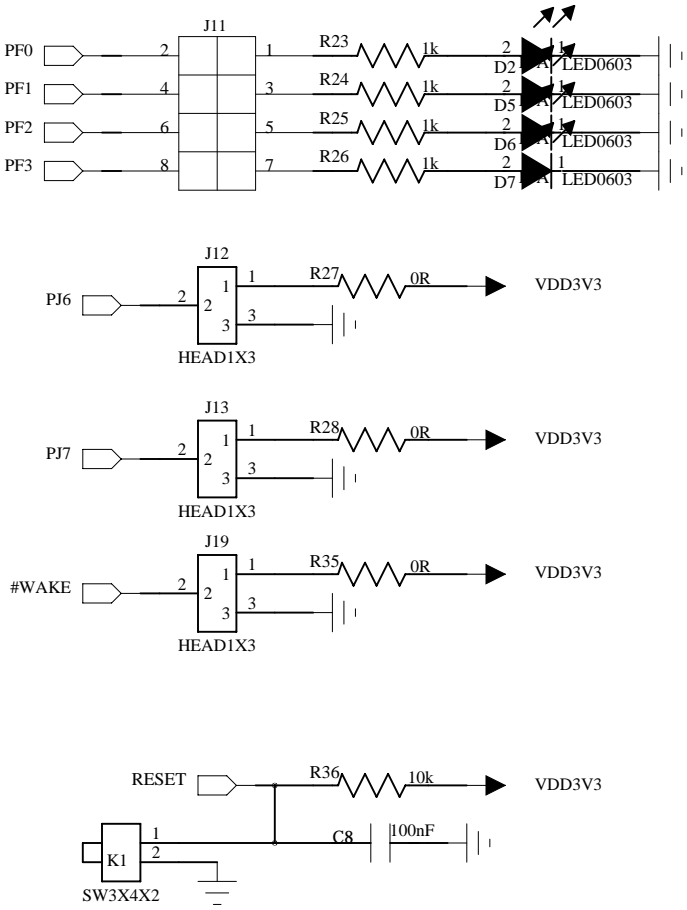 J11
PF0 2 1 R23 1k 2 1
D2 LED0603
PF1 4 3 R24 1k 2 1
D5 LED0603
PF2 6 5 R25 1k 2 1
D6 LED0603
PF3 8 7 R26 1k 2 1
D7 LED0603
J12
PJ6 2 2 1 1 R27 0R VDD3V3
3 3
HEAD1X3
J13
PJ7 2 2 1 1 R28 0R VDD3V3
3 3
HEAD1X3
J19
#WAKE 2 2 1 1 R35 0R VDD3V3
3 3
HEAD1X3
RESET R36 10k VDD3V3
1 C8 100nF
K1 2
SW3X4X2